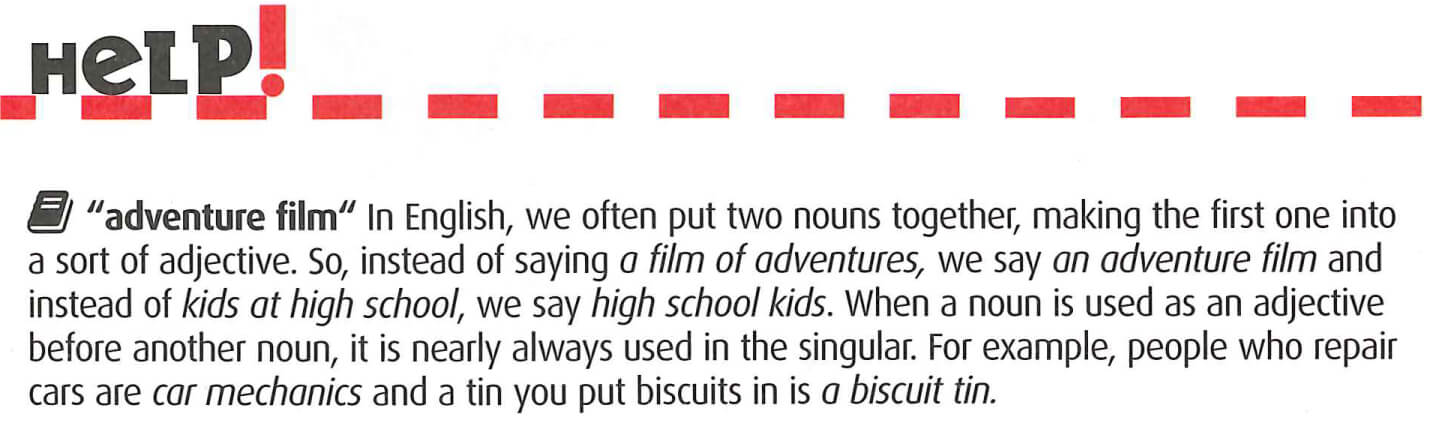 HeLP!
“adventure film“ In English, we often put two nouns together, making the first one into
a sort of adjective. So, instead of saying a film of adventures, we say an adventure film and
instead of kids at high school, we say high school kids. When a noun is used as an adjective
before another noun, it is nearly always used in the singular. For example, people who repair
cars are car mechanics and a tin you put biscuits in is a biscuit tin.